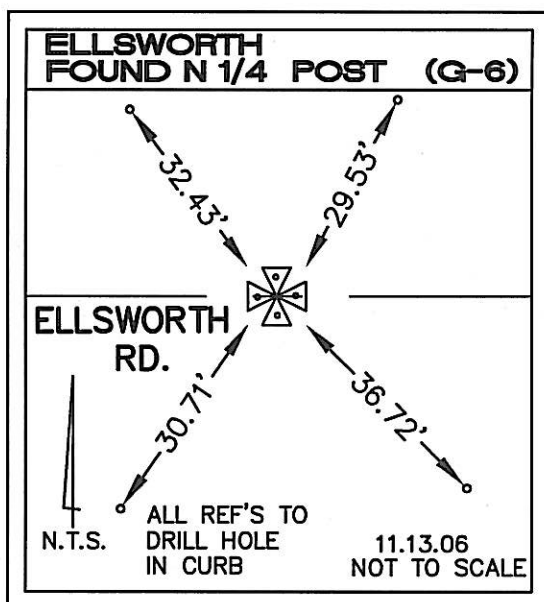 ELLSWORTH
FOUND N 1/4 POST (G-6)
32.43'
29.53'
ELLSWORTH
RD.
30.71'
36.72'
N.T.S.
ALL REF'S TO
DRILL HOLE
IN CURB
11.13.06
NOT TO SCALE